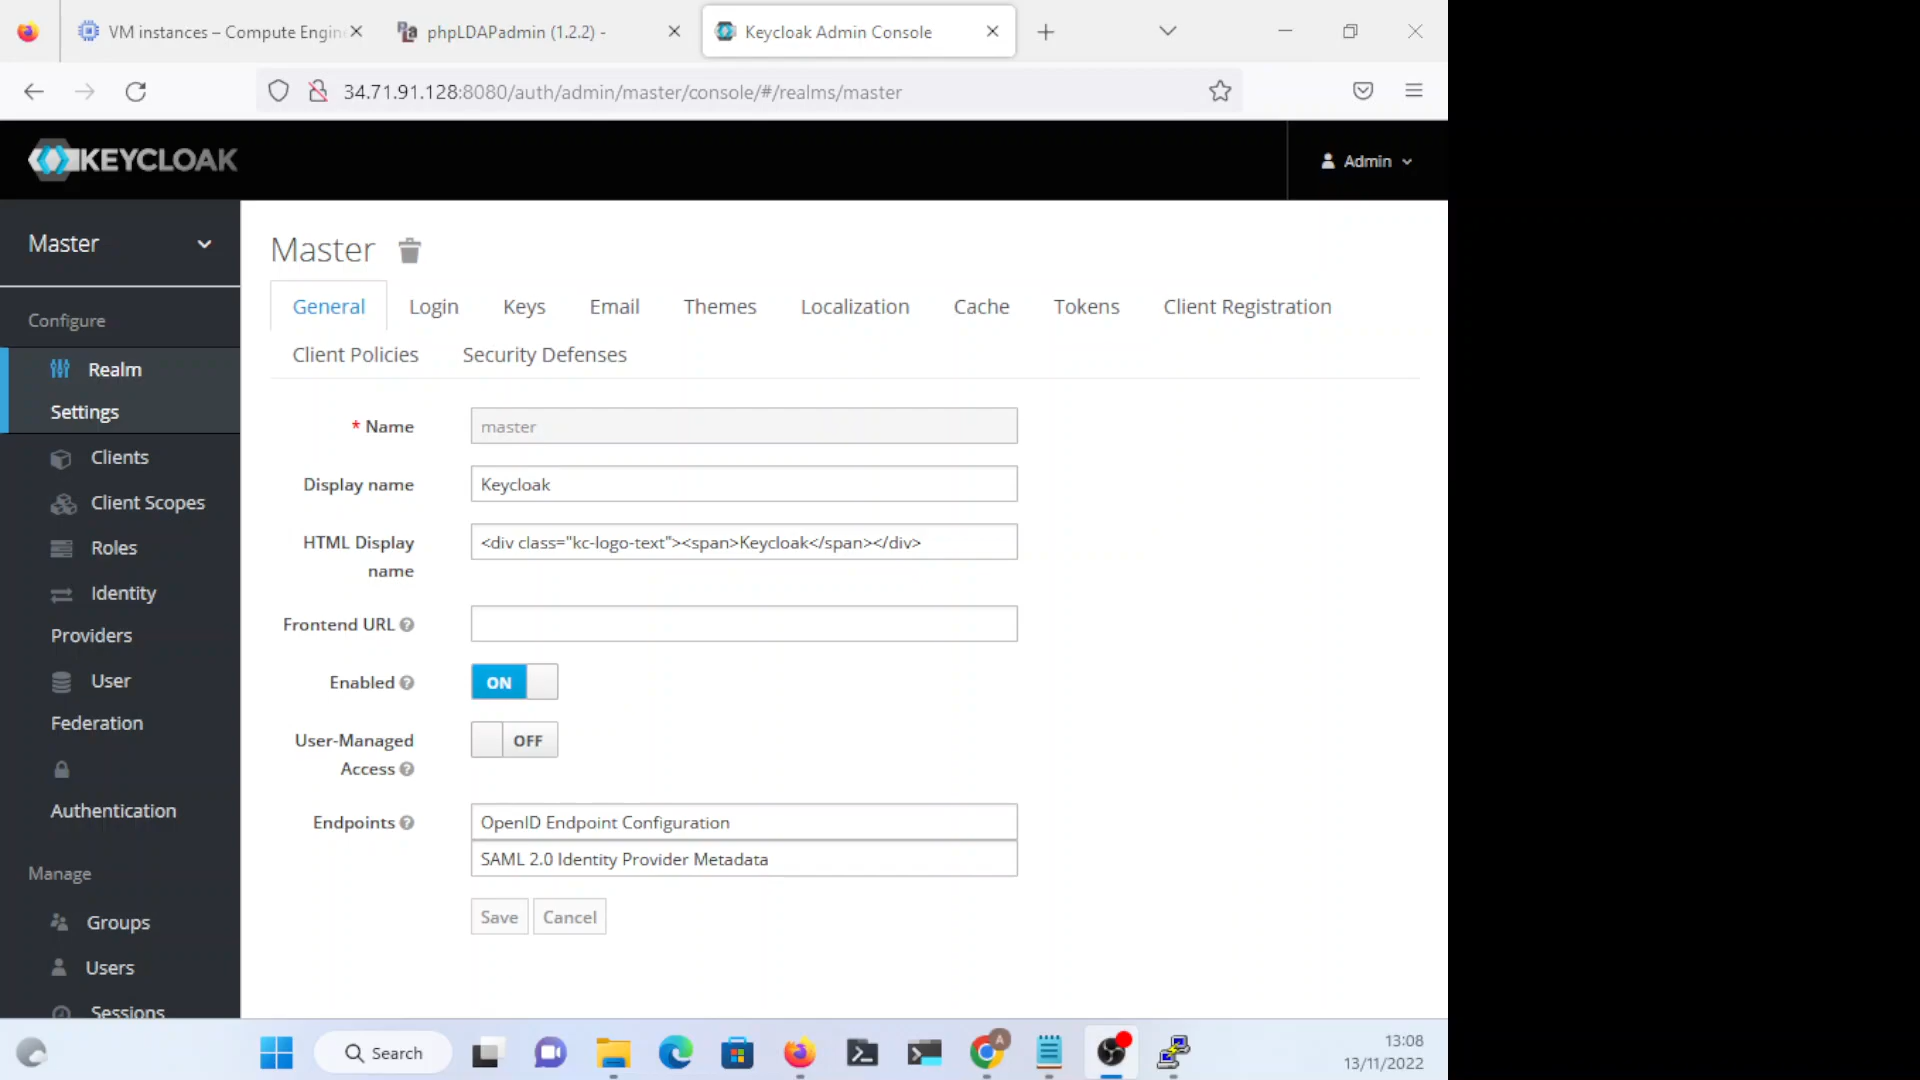 VM instances – Compute Engin
phpLDAPadmin (1.2.2) -
Keycloak Admin Console
34.71.91.128:8080/auth/admin/master/console/#/realms/master
KEYCLOAK
Admin
Master
Configure
Realm
Settings
Clients
Client Scopes
Roles
Identity
Providers
User
Federation
Authentication
Manage
Groups
Users
Sessions
Master
General Login Keys Email Themes Localization Cache Tokens Client Registration
Client Policies Security Defenses
* Name master
Display name Keycloak
HTML Display <div class="kc-logo-text"><span>Keycloak</span></div>
name
Frontend URL
Enabled ON
User-Managed OFF
Access
Endpoints OpenID Endpoint Configuration
SAML 2.0 Identity Provider Metadata
Save Cancel
Search
A
13:08
13/11/2022